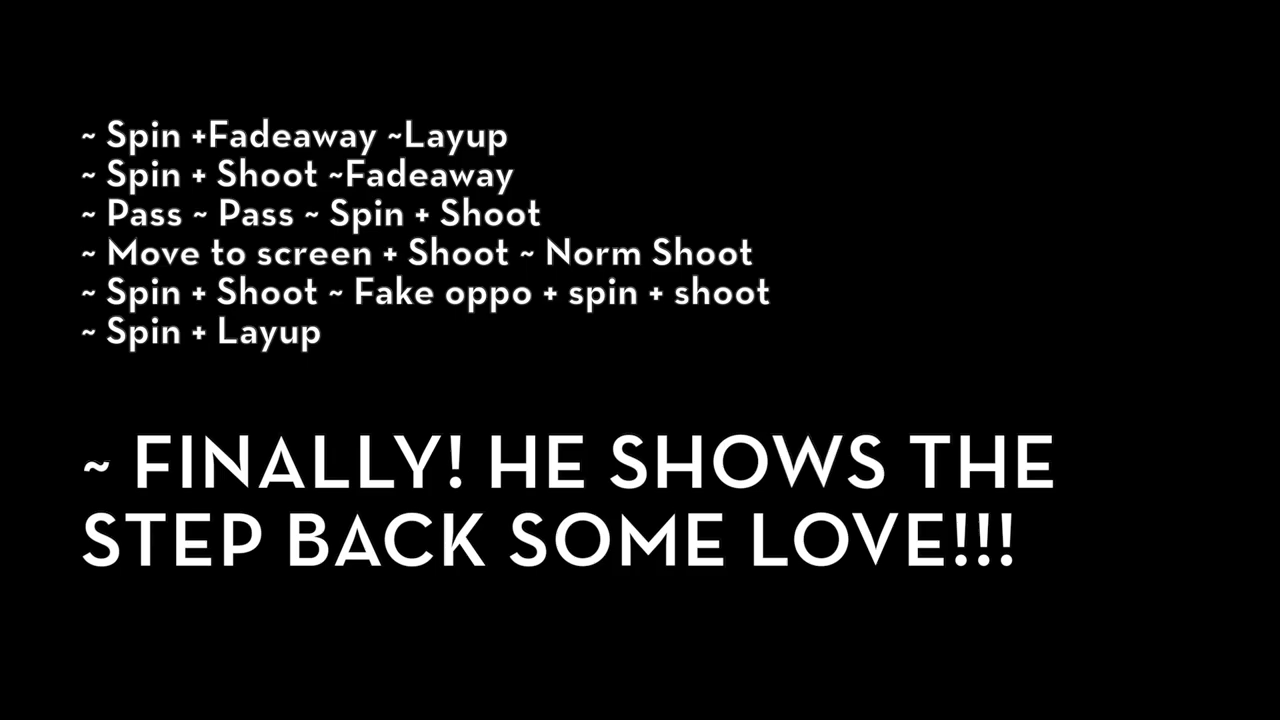 ~ Spin +Fadeaway ~Layup
~ Spin + Shoot ~Fadeaway
~ Pass ~ Pass ~ Spin + Shoot
~ Move to screen + Shoot ~ Norm Shoot
~ Spin + Shoot ~ Fake oppo + spin + shoot
~ Spin + Layup
~ FINALLY! HE SHOWS THE
STEP BACK SOME LOVE!!!